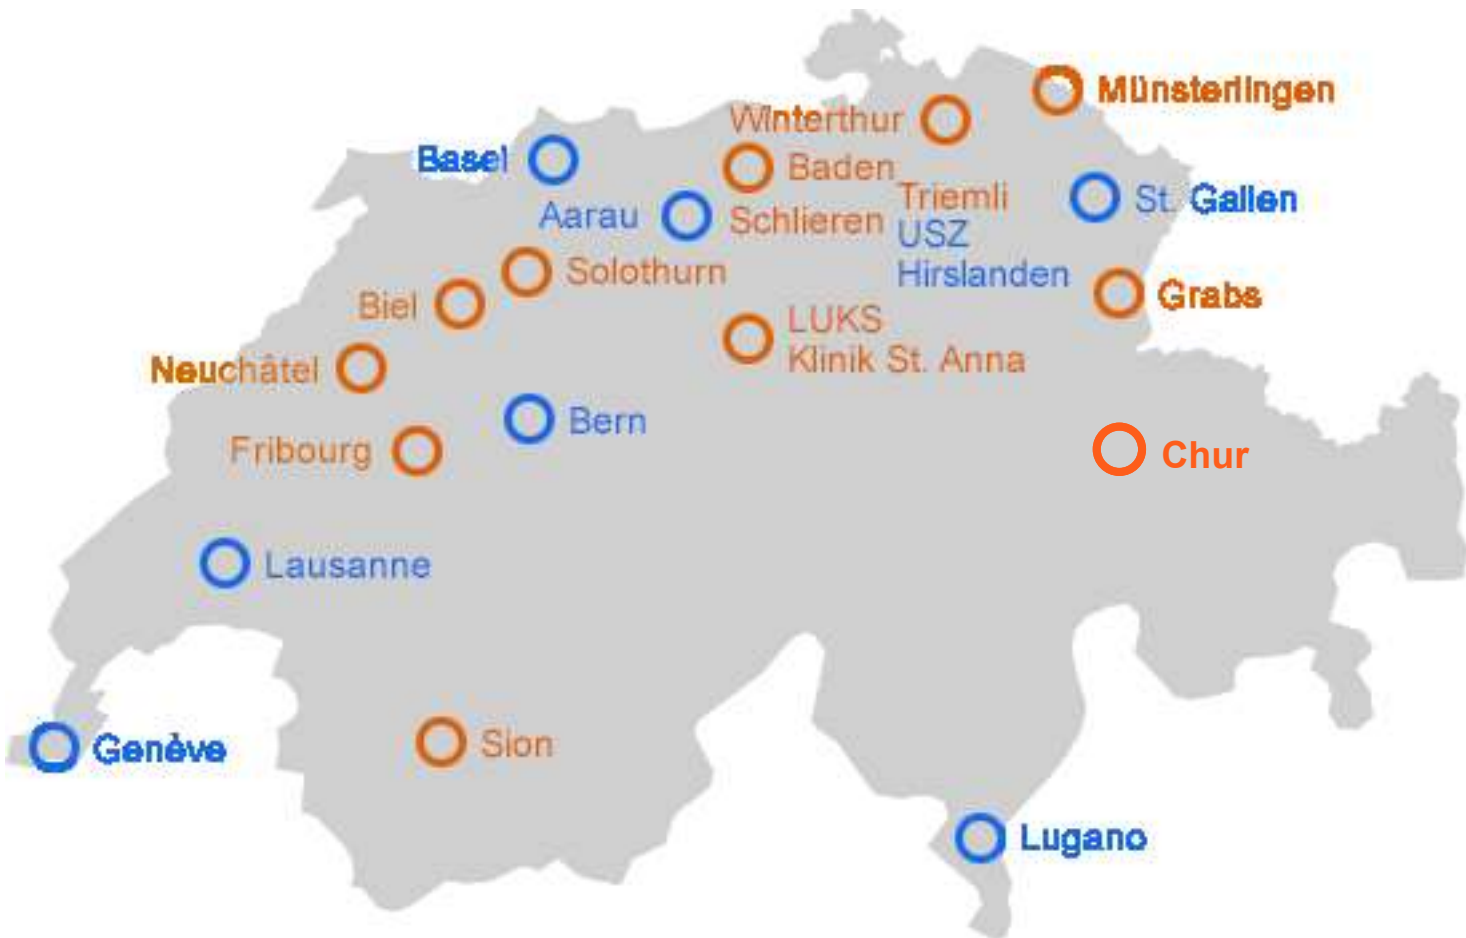 Münsterlingen
Winterthur
Basel
Baden
Triemli
St. Gallen
Aarau
Schlieren
USZ
Solothurn
Hirslanden
Biel
Grabs
LUKS
Klinik St. Anna
Neuchâtel
Bern
Fribourg
Chur
Lausanne
Sion
Genève
Lugano